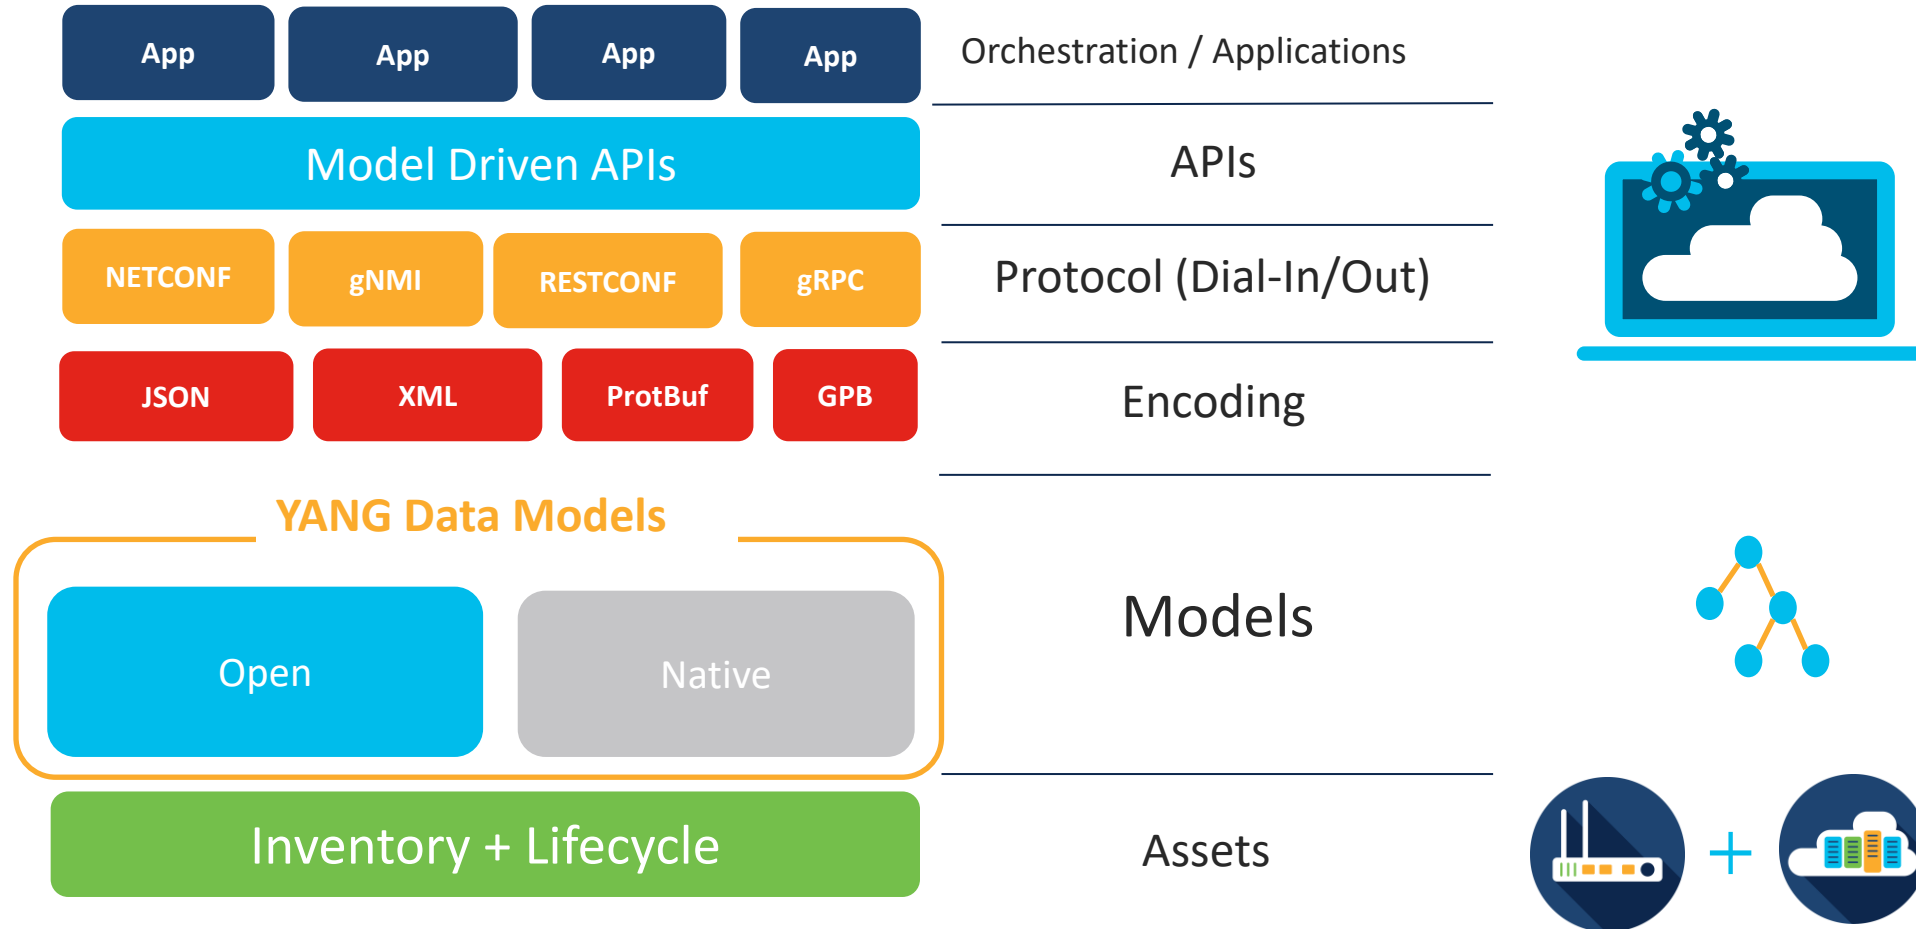 App App App App Orchestration / Applications
Model Driven APIs APIs
NETCONF gNMI RESTCONF gRPC Protocol (Dial-In/Out)
JSON XML ProtBuf GPB Encoding
YANG Data Models
Open Native Models
Inventory + Lifecycle Assets